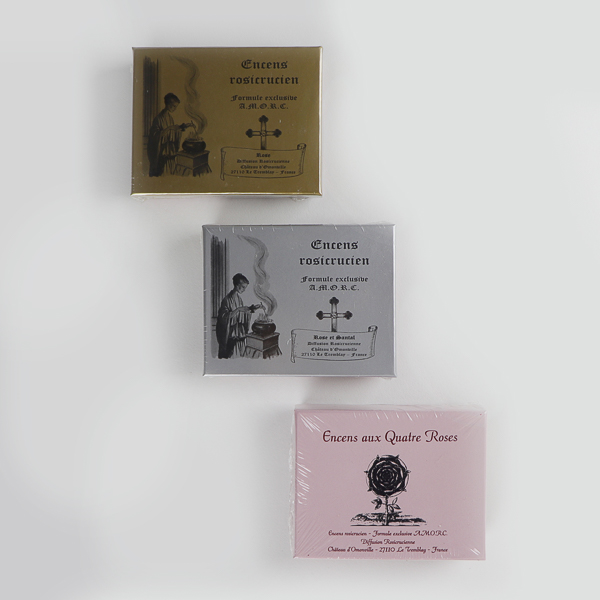 Encens
rosicrucien
Formule exclusive
A.M.O.R.C.
Rose
Diffusion Rosicrucienne
Château d'Omonville
27110 Le Tremblay - France
Encens
rosicrucien
Formule exclusive
A.M.O.R.C.
Rose et Santal
Diffusion Rosicrucienne
Château d'Omonville
27110 Le Tremblay - France
Encens aux Quatre Roses
Encens rosicrucien - Formule exclusive A.M.O.R.C.
Diffusion Rosicrucienne
Château d'Omonville - 27110 Le Tremblay - France